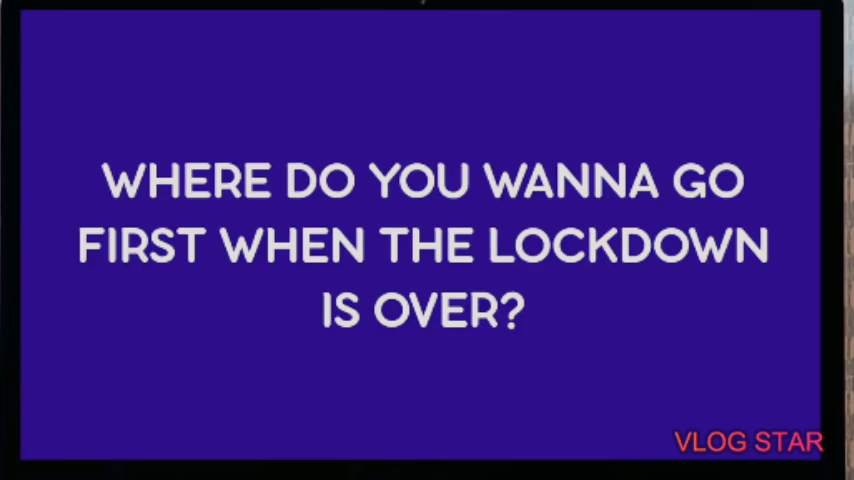 WHERE DO YOU WANNA GO
FIRST WHEN THE LOCKDOWN
IS OVER?
VLOG STAR